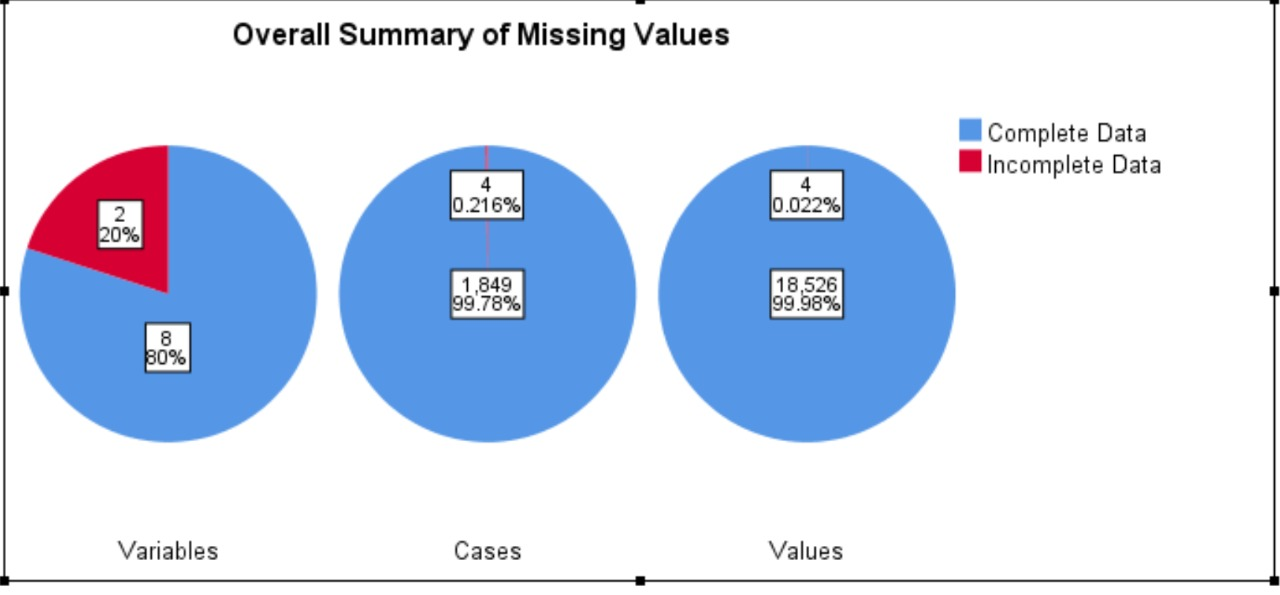 Overall Summary of Missing Values
Complete Data
Incomplete Data
2
20%
8
80%
4
0.216%
1,849
99.78%
4
0.022%
18,526
99.98%
Variables
Cases
Values